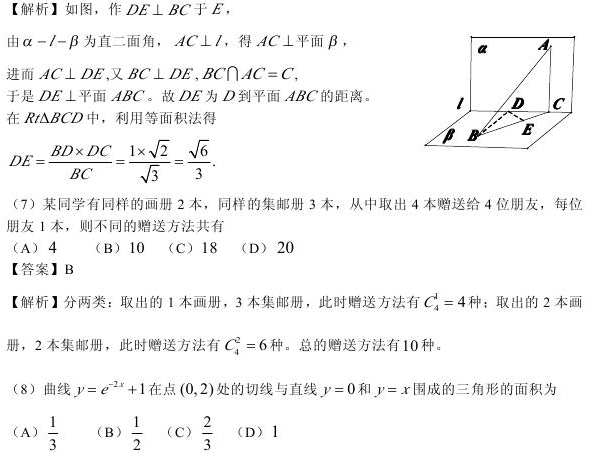 【解析】如图，作 DE⊥BC 于 E，
由 α－l－β 为直二面角，AC⊥l，得 AC⊥平面 β，
进而 AC⊥DE,又 BC⊥DE, BC⋂AC=C,
于是 DE⊥平面 ABC。故 DE 为 D 到平面 ABC 的距离。
在 RtΔBCD 中，利用等面积法得
DE = BD×DC/BC = 1×√2/√3 = √6/3.
α A
l D C
β B E
（7）某同学有同样的画册 2 本，同样的集邮册 3 本，从中取出 4 本赠送给 4 位朋友，每位
朋友 1 本，则不同的赠送方法共有
（A）4 （B）10 （C）18 （D）20
【答案】B
【解析】分两类：取出的 1 本画册，3 本集邮册，此时赠送方法有 C₄¹ = 4 种；取出的 2 本画
册，2 本集邮册，此时赠送方法有 C₄² = 6 种。总的赠送方法有 10 种。
（8）曲线 y = e⁻²ˣ +1 在点 (0, 2) 处的切线与直线 y = 0 和 y = x 围成的三角形的面积为
（A）1/3 （B）1/2 （C）2/3 （D）1